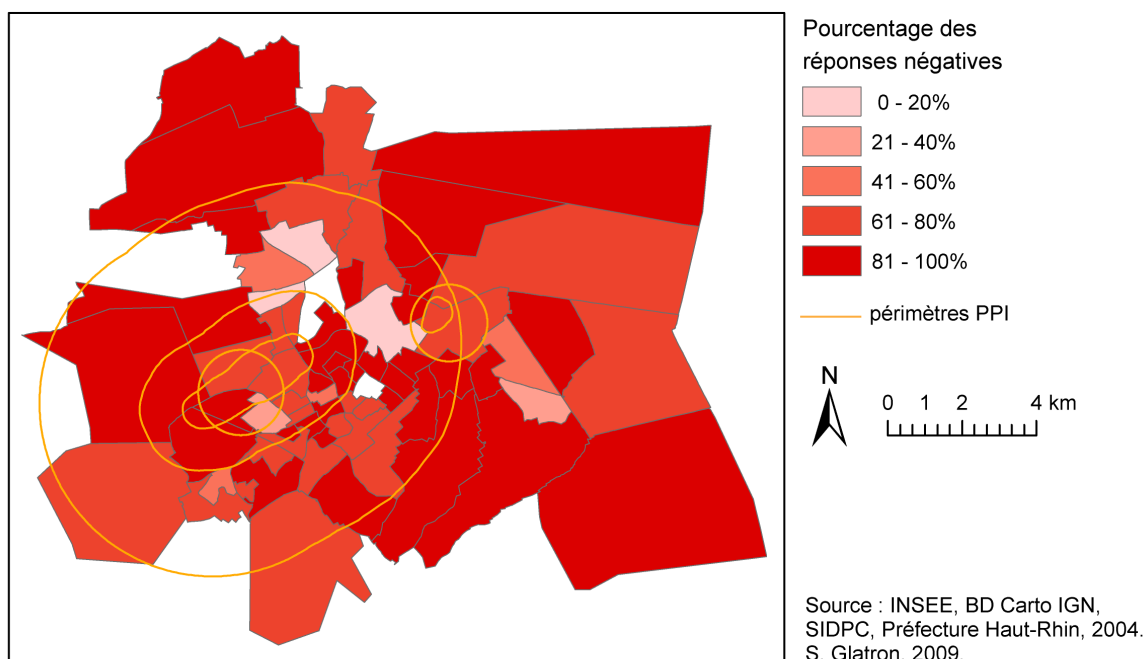 Pourcentage des
réponses négatives
0 - 20%
21 - 40%
41 - 60%
61 - 80%
81 - 100%
périmètres PPI
N
0 1 2 4 km
Source : INSEE, BD Carto IGN,
SIDPC, Préfecture Haut-Rhin, 2004.
S. Glatron, 2009.